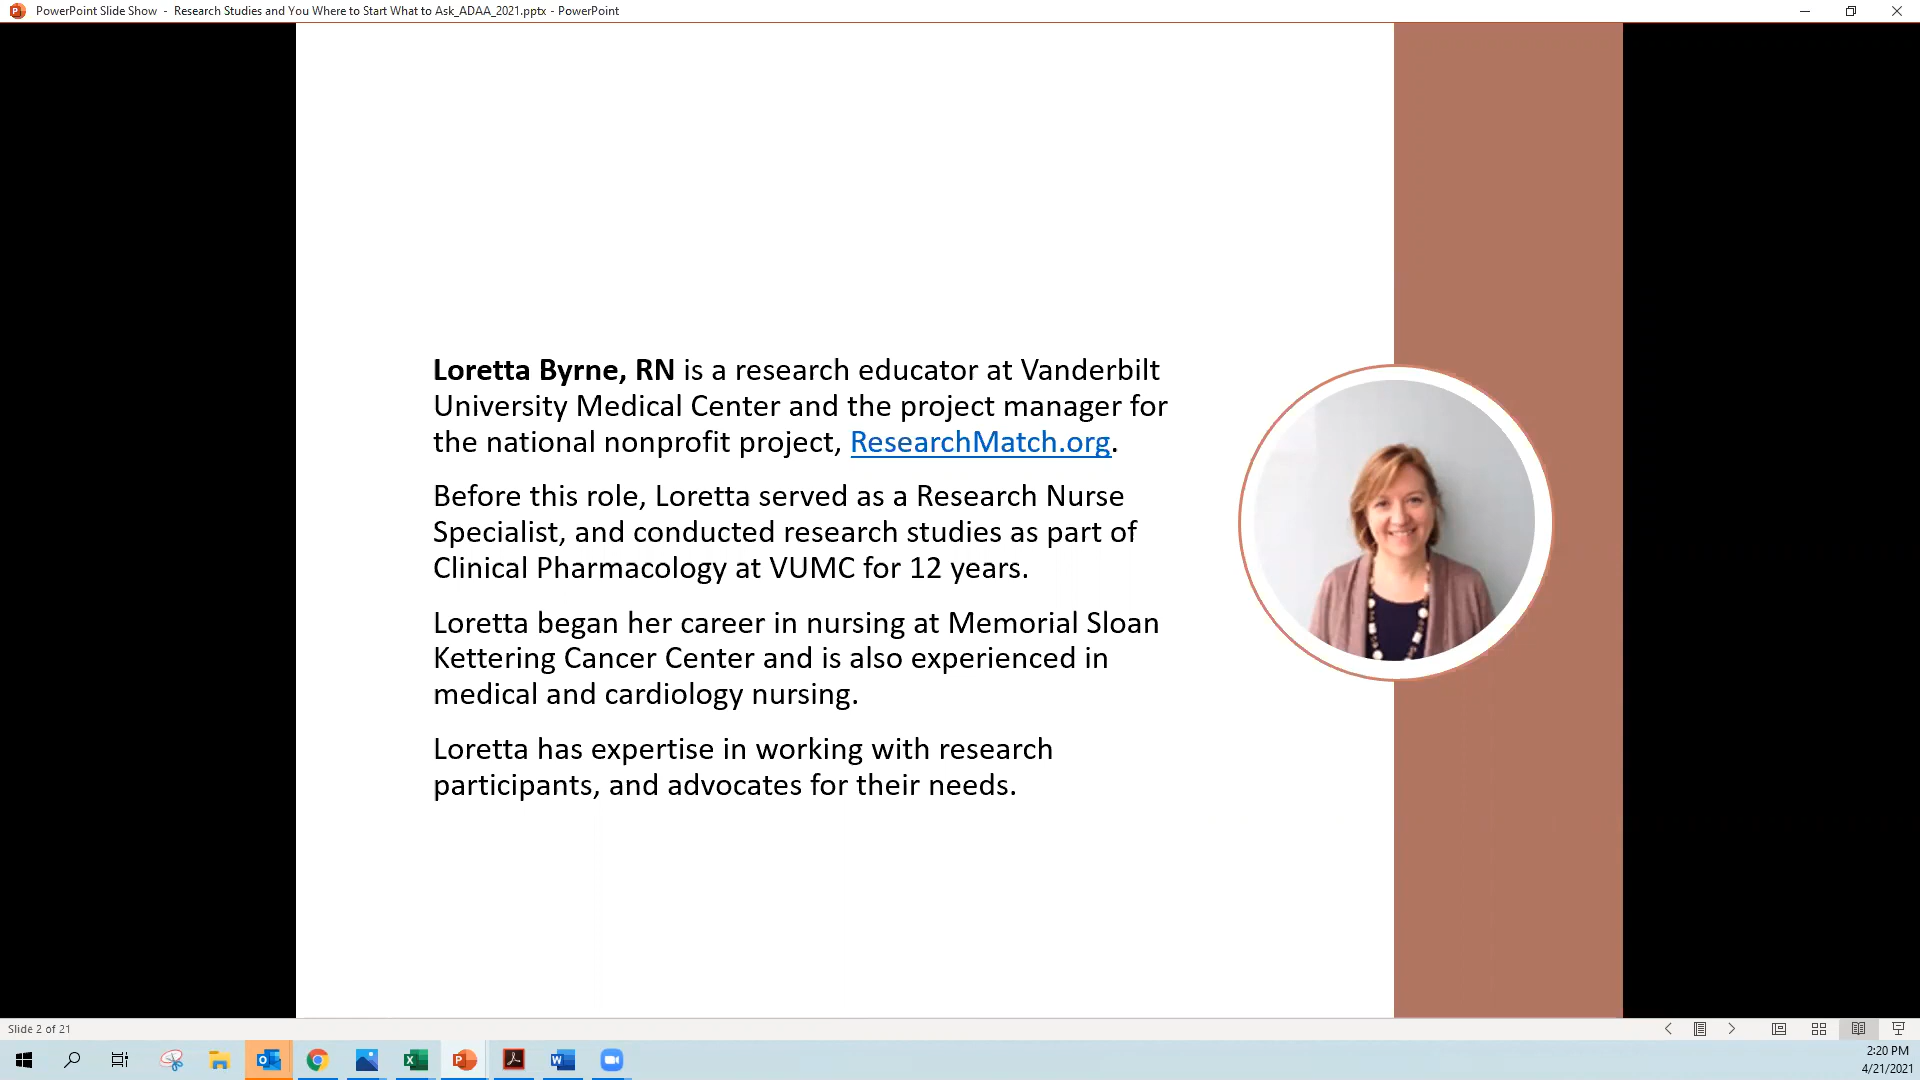 PowerPoint Slide Show - Research Studies and You Where to Start What to Ask_ADAA_2021.pptx - PowerPoint
Loretta Byrne, RN is a research educator at Vanderbilt
University Medical Center and the project manager for
the national nonprofit project, ResearchMatch.org.
Before this role, Loretta served as a Research Nurse
Specialist, and conducted research studies as part of
Clinical Pharmacology at VUMC for 12 years.
Loretta began her career in nursing at Memorial Sloan
Kettering Cancer Center and is also experienced in
medical and cardiology nursing.
Loretta has expertise in working with research
participants, and advocates for their needs.
Slide 2 of 21
2:20 PM
4/21/2021